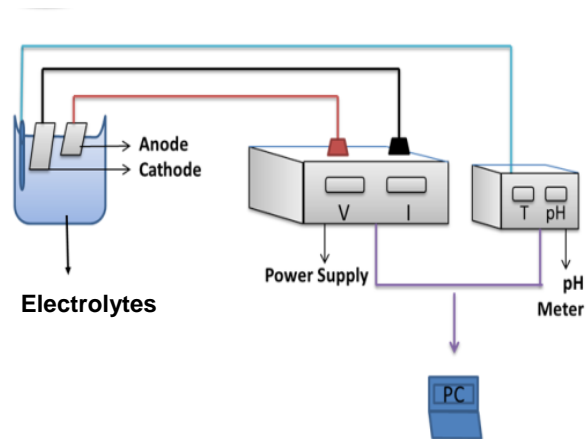 Anode
Cathode
Electrolytes
V I
Power Supply
T pH
pH
Meter
PC